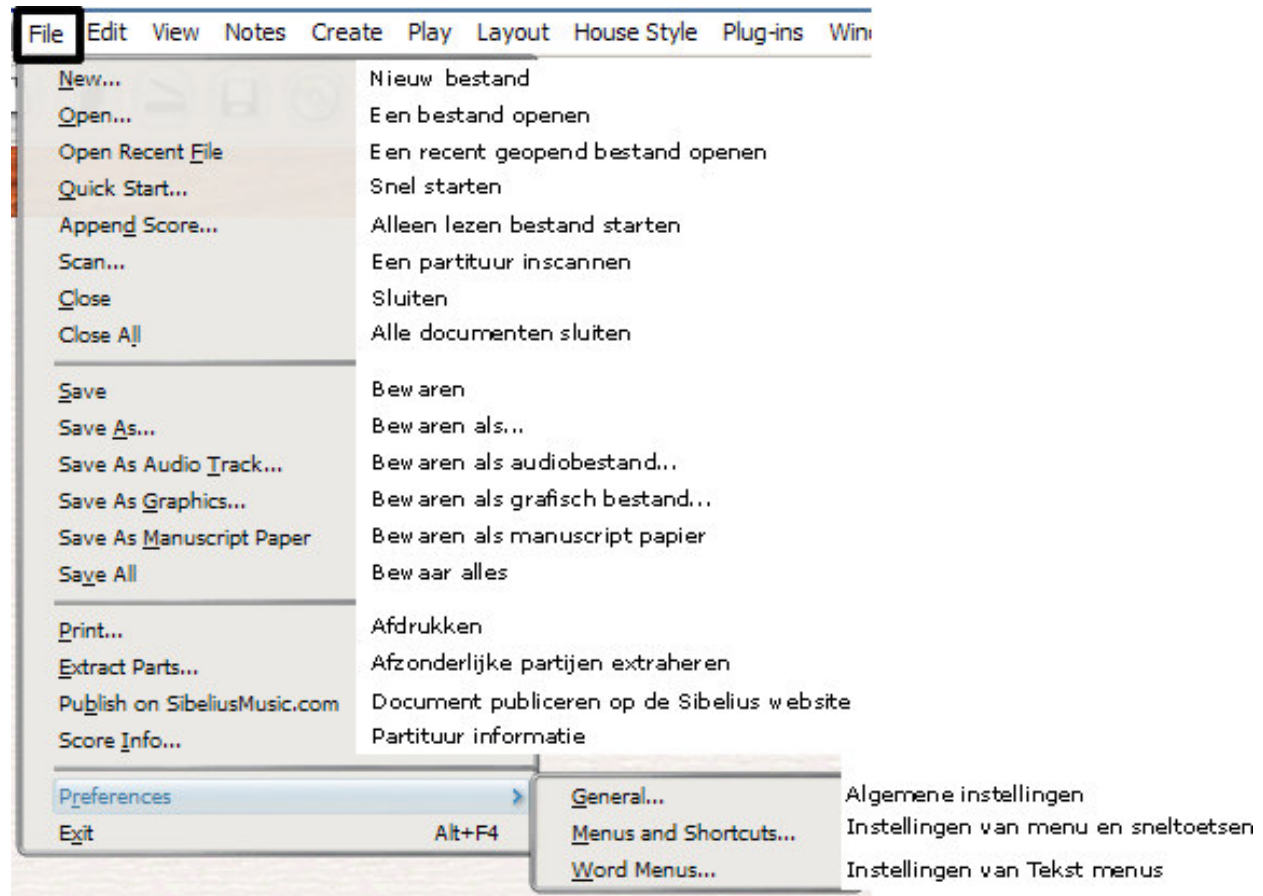 File Edit View Notes Create Play Layout House Style Plug-ins
New... Nieuw bestand
Open... Een bestand openen
Open Recent File Een recent geopend bestand openen
Quick Start... Snel starten
Append Score... Alleen lezen bestand starten
Scan... Een partituur inscannen
Close Sluiten
Close All Alle documenten sluiten
Save Bewaren
Save As... Bewaren als...
Save As Audio Track... Bewaren als audiobestand...
Save As Graphics... Bewaren als grafisch bestand...
Save As Manuscript Paper Bewaren als manuscript papier
Save All Bewaar alles
Print... Afdrukken
Extract Parts... Afzonderlijke partijen extraheren
Publish on SibeliusMusic.com Document publiceren op de Sibelius website
Score Info... Partituur informatie
Preferences General... Algemene instellingen
Exit Alt+F4 Menus and Shortcuts... Instellingen van menu en sneltoetsen
Word Menus... Instellingen van Tekst menus